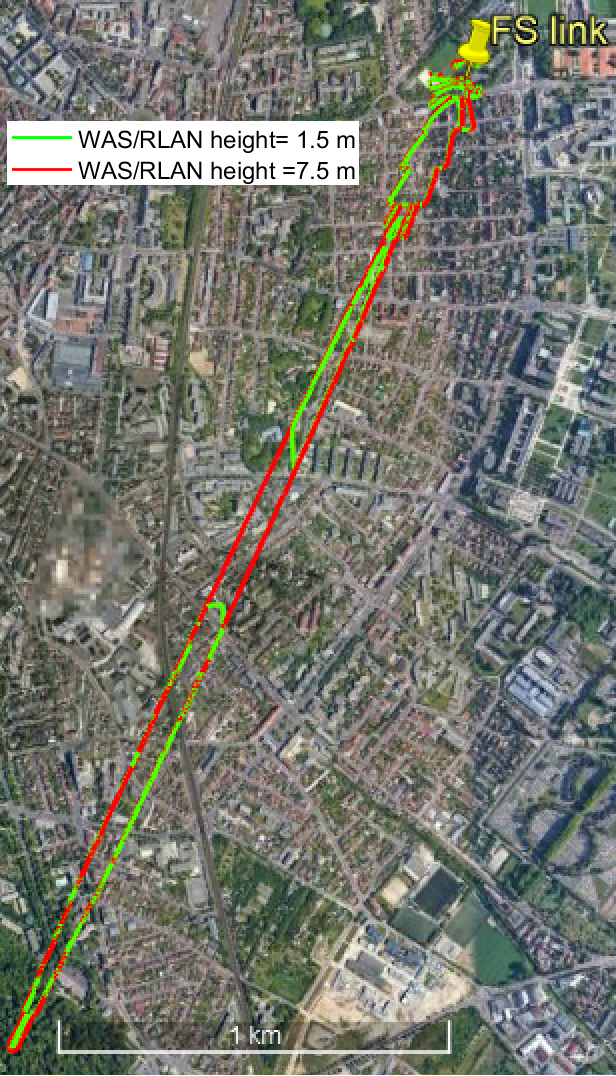 FS link
WAS/RLAN height= 1.5 m
WAS/RLAN height =7.5 m
1 km